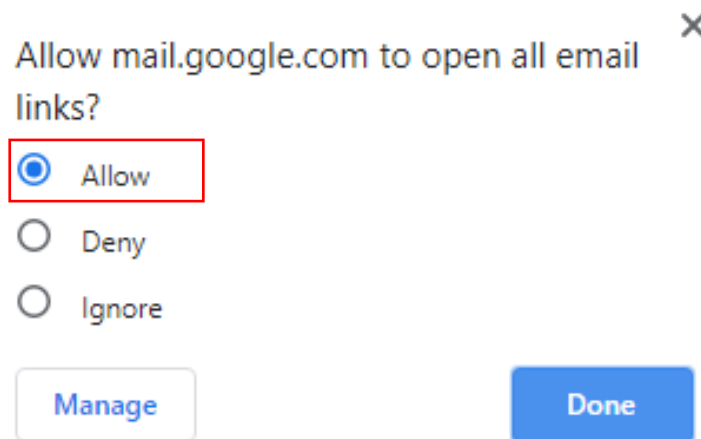 Allow mail.google.com to open all email
links?
Allow
Deny
Ignore
Manage Done